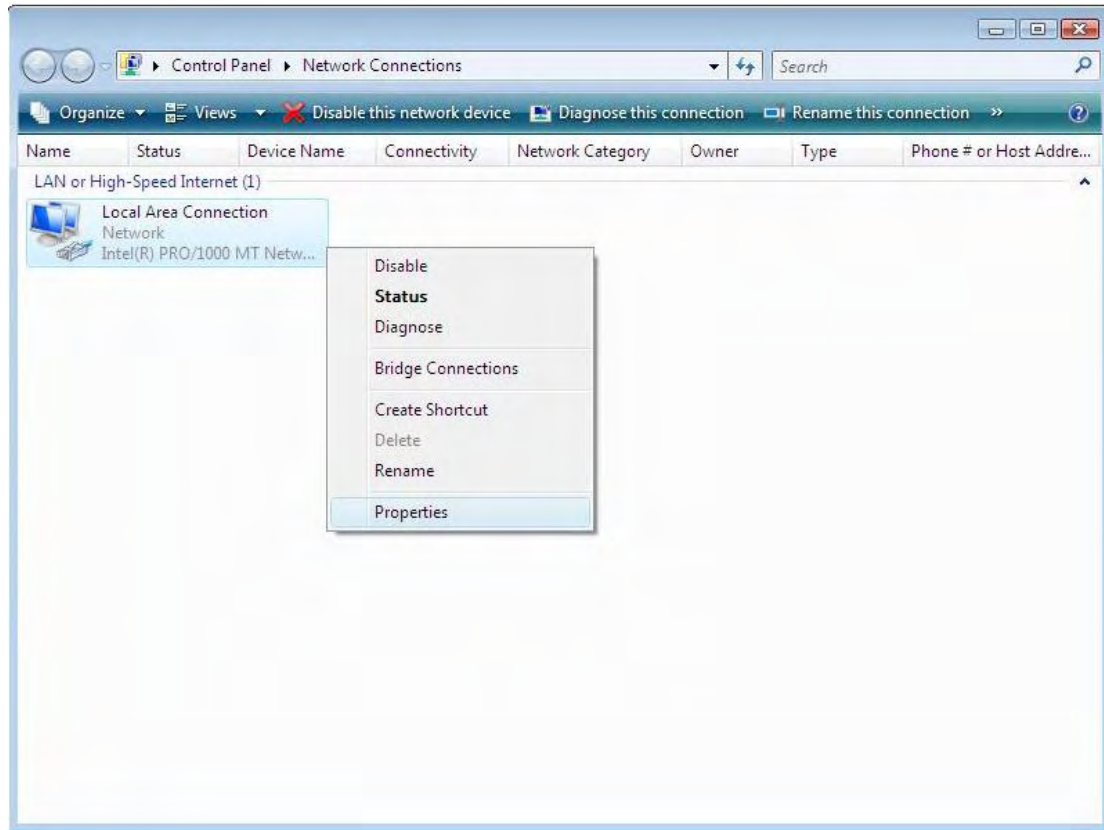 Control Panel ▸ Network Connections
Search
Organize Views Disable this network device Diagnose this connection Rename this connection »
Name Status Device Name Connectivity Network Category Owner Type Phone # or Host Addre...
LAN or High-Speed Internet (1)
Local Area Connection
Network
Intel(R) PRO/1000 MT Netw...
Disable
Status
Diagnose
Bridge Connections
Create Shortcut
Delete
Rename
Properties